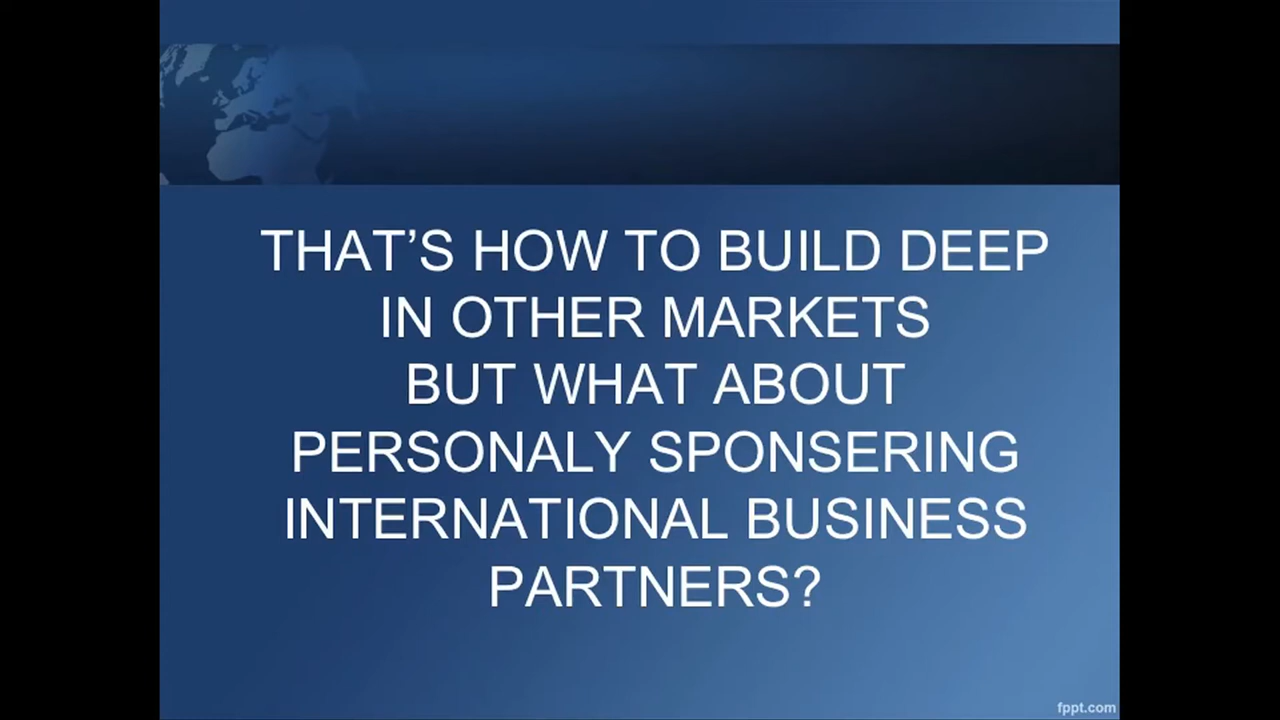 THAT’S HOW TO BUILD DEEP
IN OTHER MARKETS
BUT WHAT ABOUT
PERSONALY SPONSERING
INTERNATIONAL BUSINESS
PARTNERS?
fppt.com